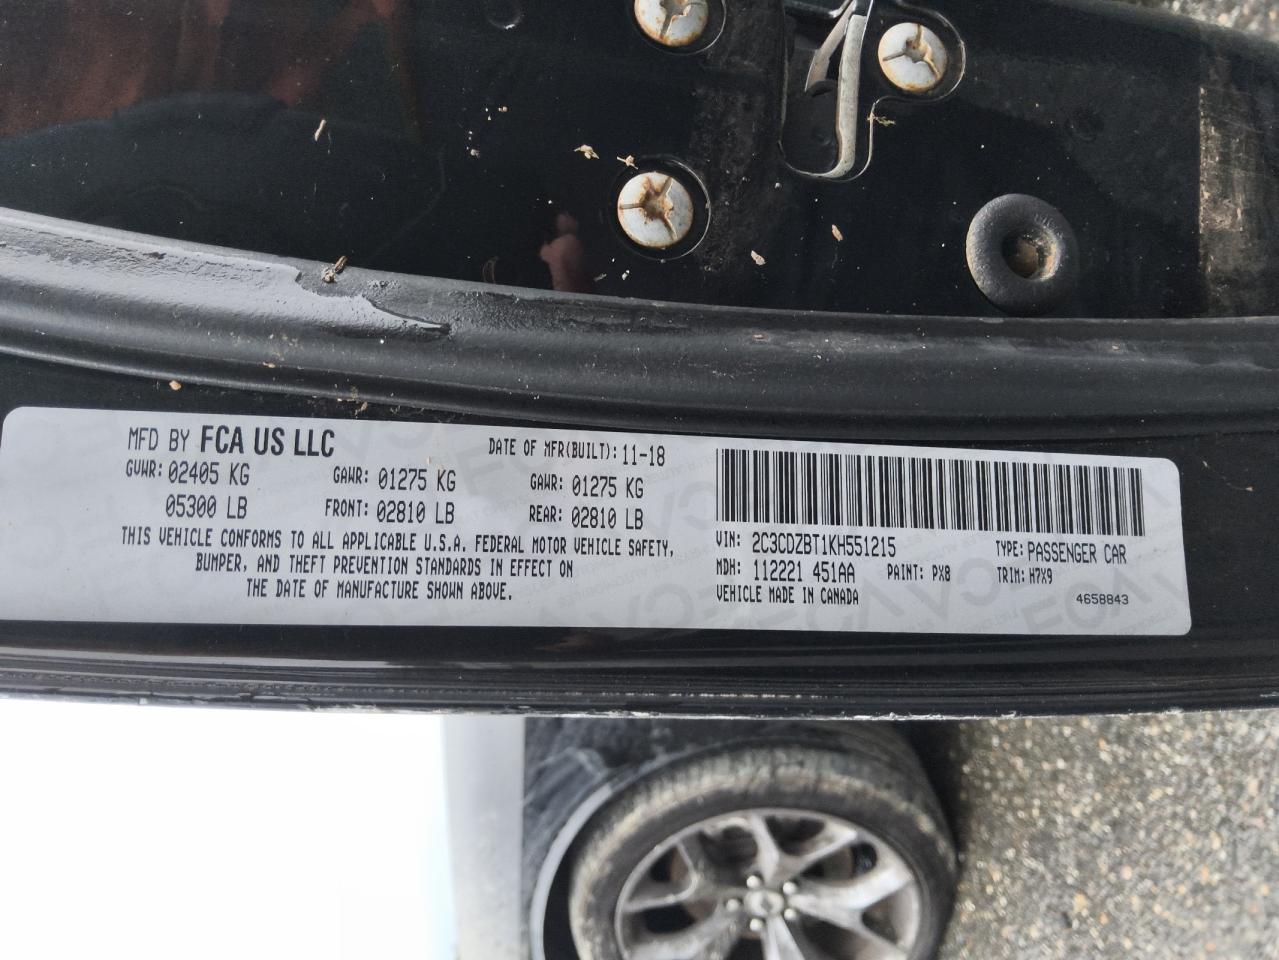 MFD BY FCA US LLC DATE OF MFR(BUILT): 11-18
GVWR: 02405 KG GAWR: 01275 KG GAWR: 01275 KG
05300 LB FRONT: 02810 LB REAR: 02810 LB
THIS VEHICLE CONFORMS TO ALL APPLICABLE U.S.A. FEDERAL MOTOR VEHICLE SAFETY,
BUMPER, AND THEFT PREVENTION STANDARDS IN EFFECT ON
THE DATE OF MANUFACTURE SHOWN ABOVE.
VIN: 2C3CDZBT1KH551215 TYPE: PASSENGER CAR
MDH: 112221 451AA PAINT: PX8 TRIM: H7X9
VEHICLE MADE IN CANADA 4658843